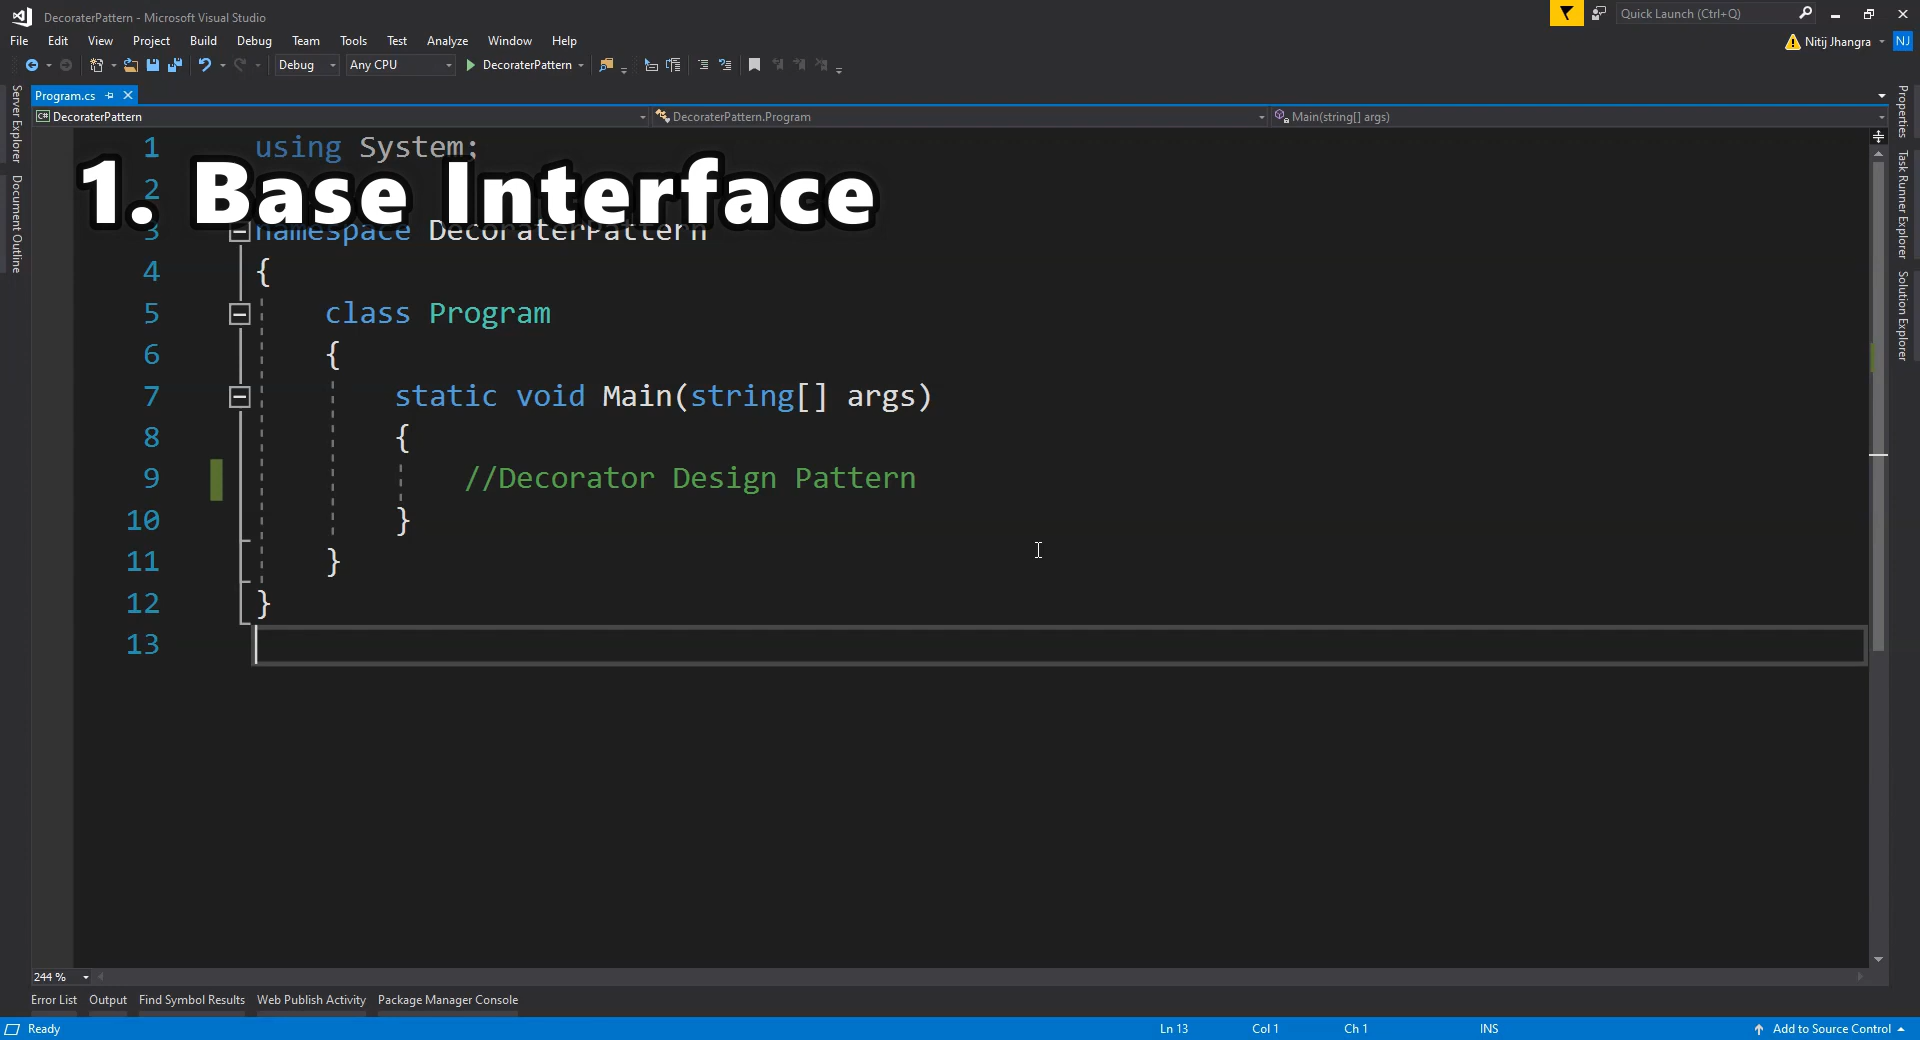 DecoraterPattern - Microsoft Visual Studio
Quick Launch (Ctrl+Q)
File Edit View Project Build Debug Team Tools Test Analyze Window Help
Nitij Jhangra
NJ
Debug Any CPU DecoraterPattern
Program.cs
C# DecoraterPattern DecoraterPattern.Program Main(string[] args)
Server Explorer
Document Outline
Properties
Task Runner Explorer
Solution Explorer
1. Base Interface
1 using System;
2
3 namespace DecoraterPattern
4 {
5 class Program
6 {
7 static void Main(string[] args)
8 {
9 //Decorator Design Pattern
10 }
11 }
12 }
13
244 %
Error List Output Find Symbol Results Web Publish Activity Package Manager Console
Ready Ln 13 Col 1 Ch 1 INS Add to Source Control